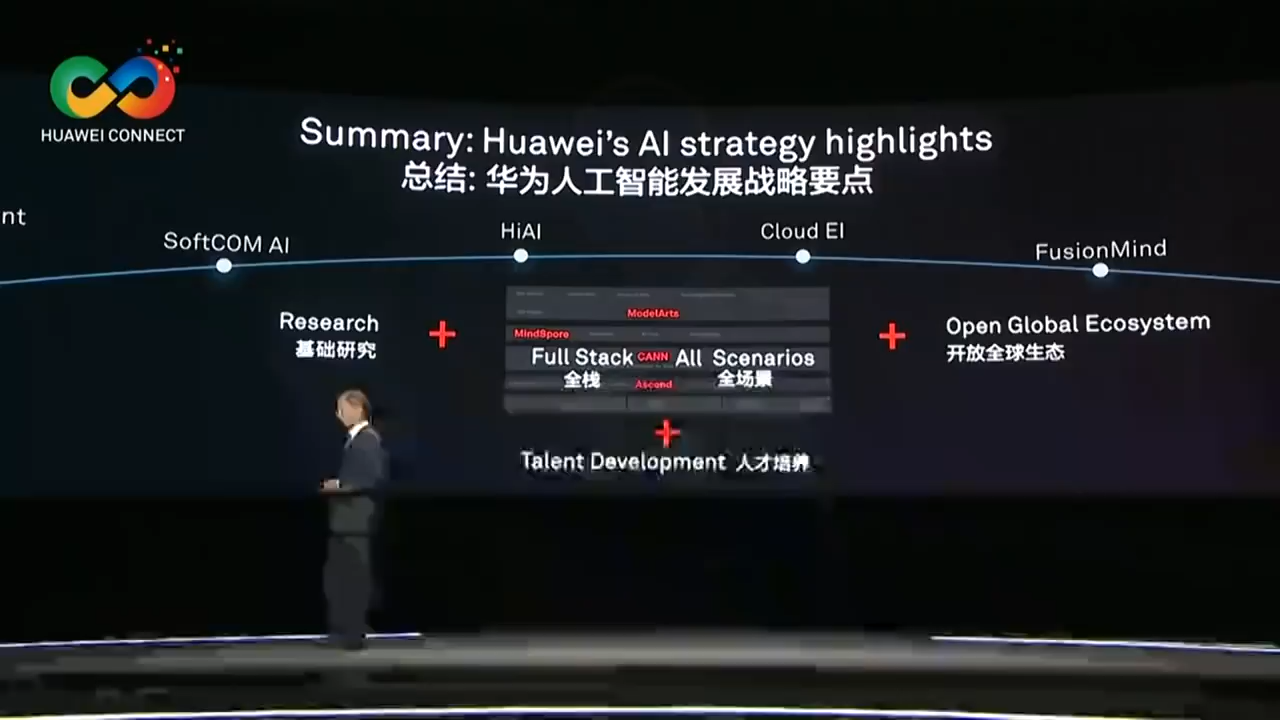 HUAWEI CONNECT
Summary: Huawei's AI strategy highlights
总结: 华为人工智能发展战略要点
nt
SoftCOM AI
HiAI
Cloud EI
FusionMind
Research
基础研究
+
ModelArts
MindSpore
Full Stack CANN All Scenarios
全栈 全场景
Ascend
+
Open Global Ecosystem
开放全球生态
+
Talent Development 人才培养